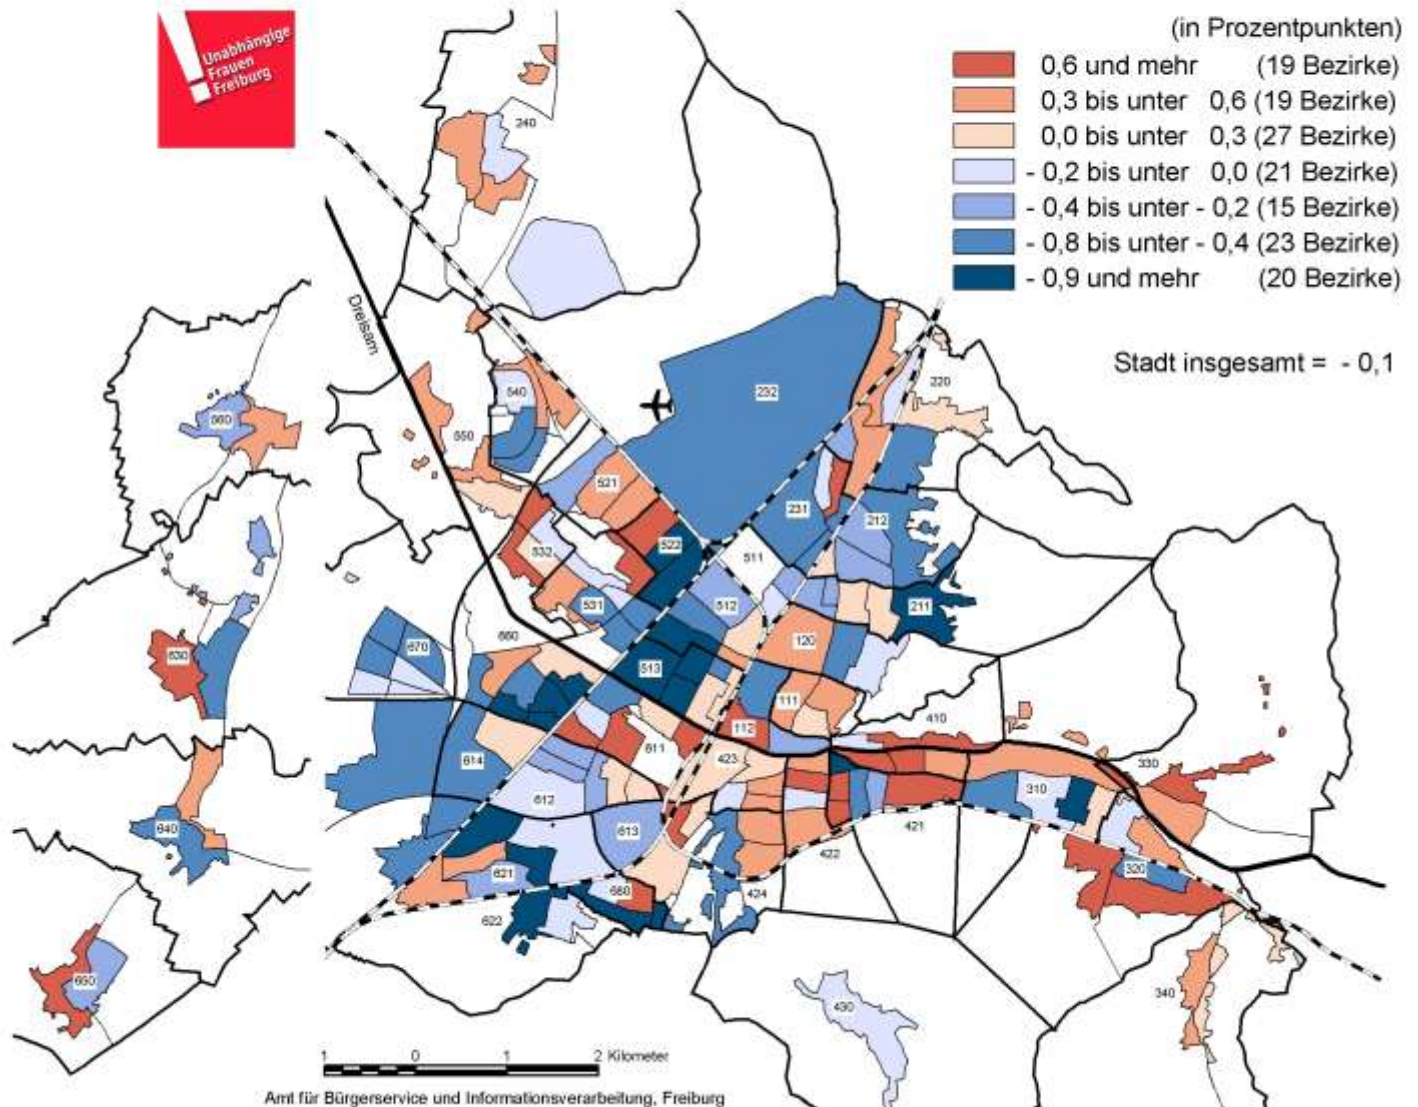 Unabhängige
Frauen
Freiburg
(in Prozentpunkten)
0,6 und mehr (19 Bezirke)
0,3 bis unter 0,6 (19 Bezirke)
0,0 bis unter 0,3 (27 Bezirke)
- 0,2 bis unter 0,0 (21 Bezirke)
- 0,4 bis unter - 0,2 (15 Bezirke)
- 0,8 bis unter - 0,4 (23 Bezirke)
- 0,9 und mehr (20 Bezirke)
Stadt insgesamt = - 0,1
240
Dreisam
232
220
540
550
521
231
212
522
511
532
531
512
211
120
660
670
513
111
112
410
611
423
330
614
612
310
613
421
422
621
680
424
622
320
340
430
560
630
640
650
1 0 1 2 Kilometer
Amt für Bürgerservice und Informationsverarbeitung, Freiburg